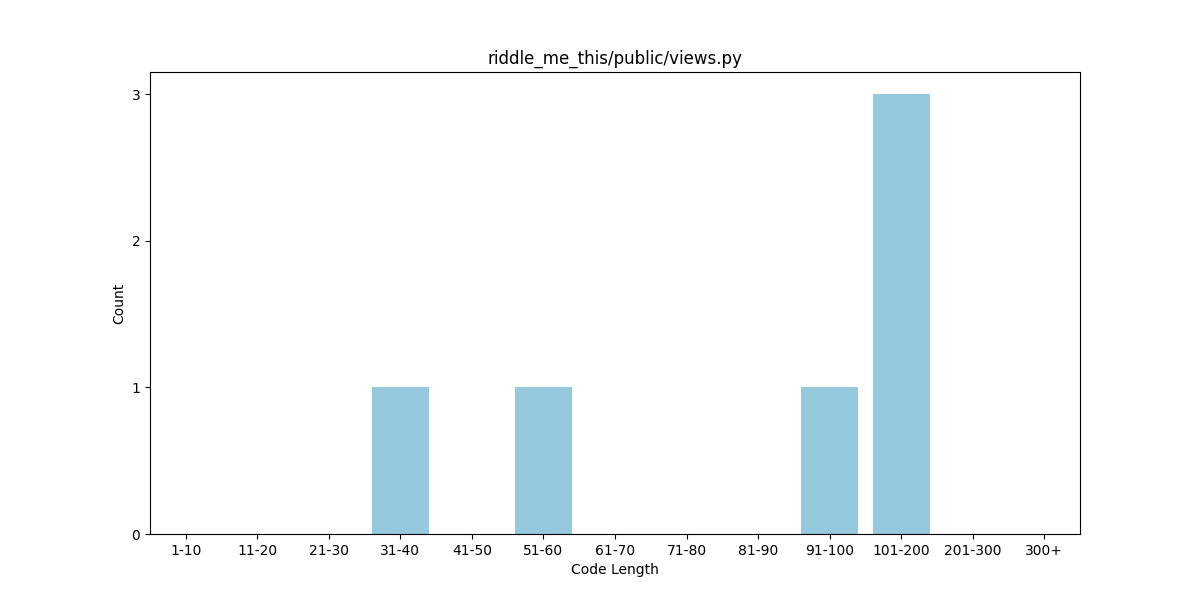 riddle_me_this/public/views.py
Count
3
2
1
0
1-10 11-20 21-30 31-40 41-50 51-60 61-70 71-80 81-90 91-100 101-200 201-300 300+
Code Length